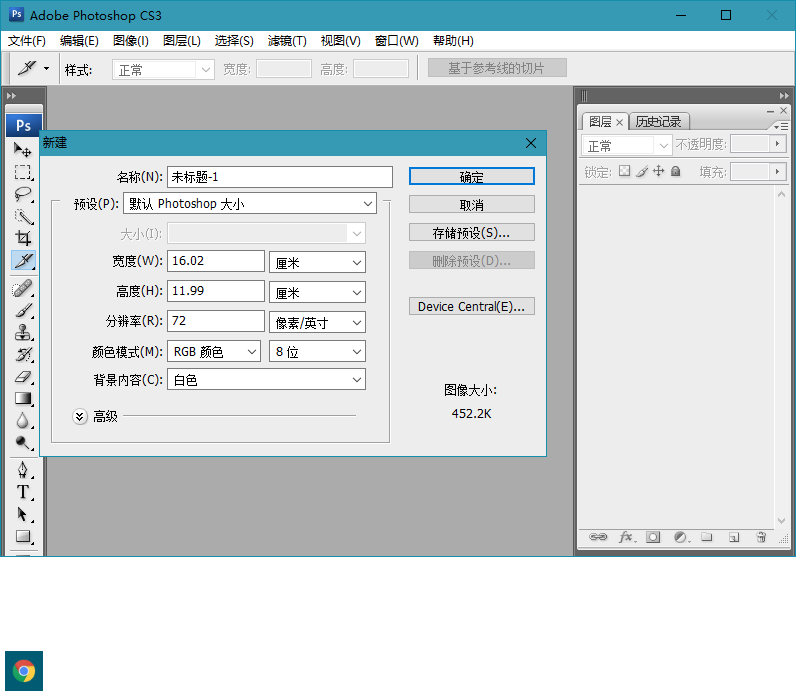 Ps Adobe Photoshop CS3
文件(F) 编辑(E) 图像(I) 图层(L) 选择(S) 滤镜(T) 视图(V) 窗口(W) 帮助(H)
样式: 正常 宽度: 高度: 基于参考线的切片
Ps
新建
名称(N): 未标题-1
预设(P): 默认 Photoshop 大小
大小(I):
宽度(W): 16.02 厘米
高度(H): 11.99 厘米
分辨率(R): 72 像素/英寸
颜色模式(M): RGB 颜色 8 位
背景内容(C): 白色
高级
确定
取消
存储预设(S)...
删除预设(D)...
Device Central(E)...
图像大小:
452.2K
图层 历史记录
正常 不透明度:
锁定: 填充:
T
fx.